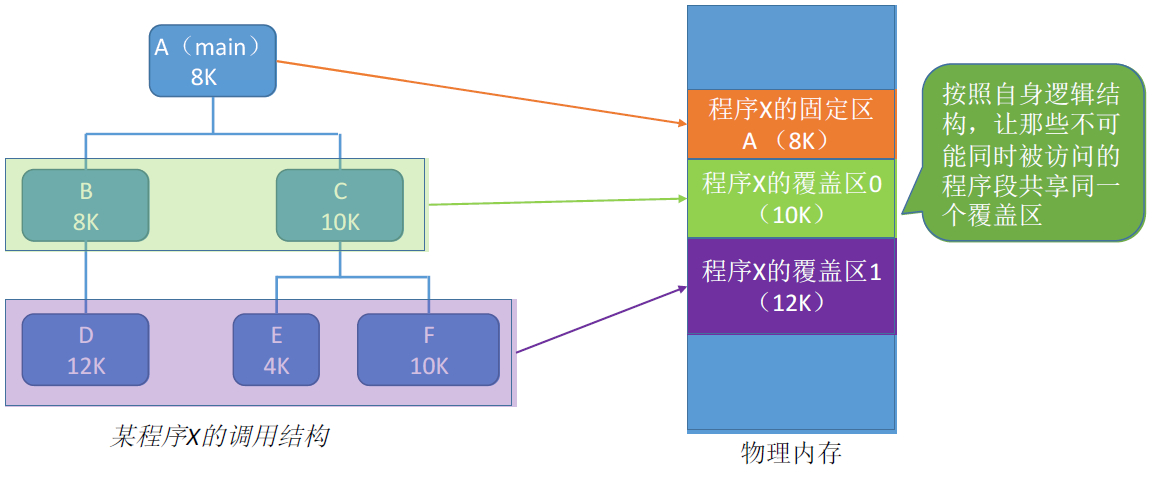 A（main）
8K
B
8K
C
10K
D
12K
E
4K
F
10K
某程序X的调用结构
程序X的固定区
A （8K）
程序X的覆盖区0
（10K）
程序X的覆盖区1
（12K）
物理内存
按照自身逻辑结
构，让那些不可
能同时被访问的
程序段共享同一
个覆盖区